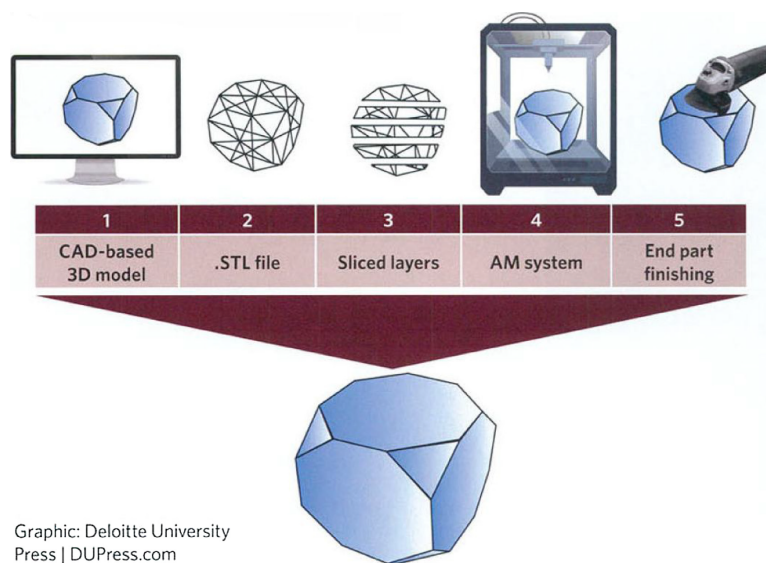 1
2
3
4
5
CAD-based
3D model
.STL file
Sliced layers
AM system
End part
finishing
Graphic: Deloitte University
Press | DUPress.com